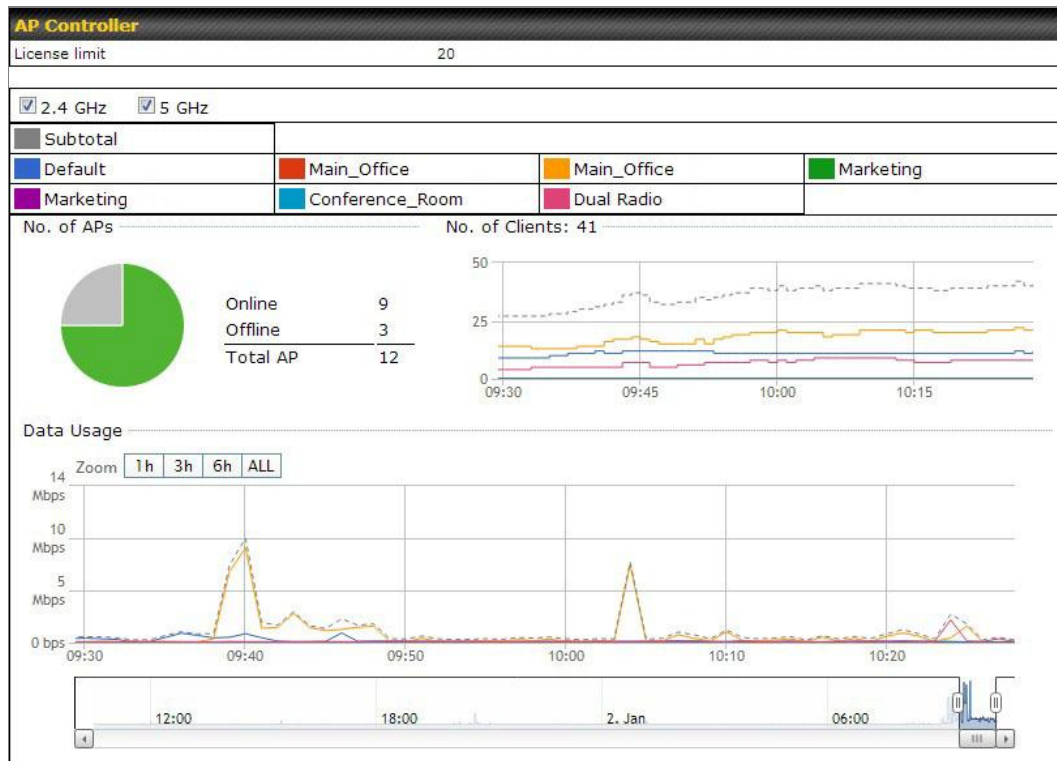 AP Controller
License limit 20
2.4 GHz 5 GHz
Subtotal
Default Main_Office Main_Office Marketing
Marketing Conference_Room Dual Radio
No. of APs No. of Clients: 41
Online 9
Offline 3
Total AP 12
50
25
0
09:30 09:45 10:00 10:15
Data Usage
Zoom 1h 3h 6h ALL
14 Mbps
10 Mbps
5 Mbps
0 bps
09:30 09:40 09:50 10:00 10:10 10:20
12:00 18:00 2. Jan 06:00